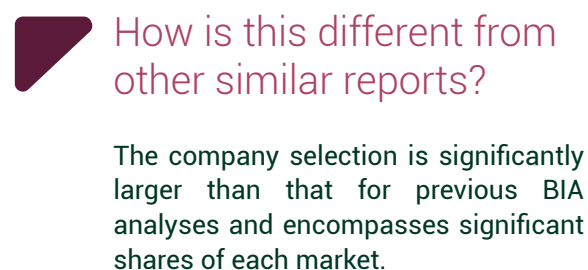 How is this different from
other similar reports?
The company selection is significantly
larger than that for previous BIA
analyses and encompasses significant
shares of each market.